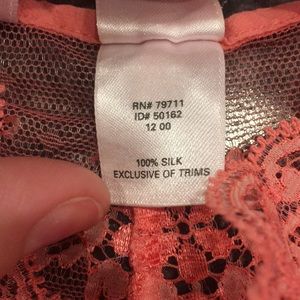 RN# 79711
ID# 50162
12 00
100% SILK
EXCLUSIVE OF TRIMS